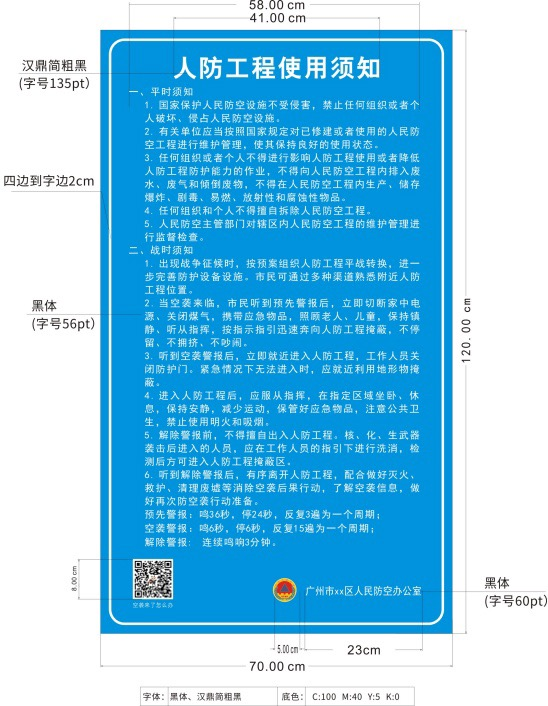 58.00 cm
41.00 cm
汉鼎简粗黑
(字号135pt)
人防工程使用须知
一、平时须知
1. 国家保护人民防空设施不受侵害，禁止任何组织或者个
人破坏、侵占人民防空设施。
2. 有关单位应当按照国家规定对已修建或者使用的人民防
空工程进行维护管理，使其保持良好的使用状态。
3. 任何组织或者个人不得进行影响人防工程使用或者降低
人防工程防护能力的作业，不得向人民防空工程内排入废
水、废气和倾倒废物，不得在人民防空工程内生产、储存
爆炸、剧毒、易燃、放射性和腐蚀性物品。
四边到字边2cm
4. 任何组织和个人不得擅自拆除人民防空工程。
5. 人民防空主管部门对辖区内人民防空工程的维护管理进
行监督检查。
二、战时须知
1. 出现战争征候时，按预案组织人防工程平战转换，进一
步完善防护设备设施。市民可通过多种渠道熟悉附近人防
工程位置。
黑体
(字号56pt)
2. 当空袭来临，市民听到预先警报后，立即切断家中电
源、关闭煤气，携带应急物品，照顾老人、儿童，保持镇
静、听从指挥，按指示指引迅速奔向人防工程掩蔽，不停
留、不拥挤、不吵闹。
120.00 cm
3. 听到空袭警报后，立即就近进入人防工程，工作人员关
闭防护门。紧急情况下无法进入时，应就近利用地形物掩
蔽。
4. 进入人防工程后，应服从指挥，在指定区域坐卧、休
息，保持安静，减少运动，保管好应急物品，注意公共卫
生，禁止使用明火和吸烟。
5. 解除警报前，不得擅自出入人防工程。核、化、生武器
袭击后进入的人员，应在工作人员的指引下进行洗消，检
测后方可进入人防工程掩蔽区。
6. 听到解除警报后，有序离开人防工程，配合做好灭火、
救护、清理废墟等消除空袭后果行动，了解空袭信息，做
好再次防空袭行动准备。
预先警报：鸣36秒，停24秒，反复3遍为一个周期；
空袭警报：鸣6秒，停6秒，反复15遍为一个周期；
解除警报： 连续鸣响3分钟。
8.00 cm
空袭来了怎么办
广州市xx区人民防空办公室
黑体
(字号60pt)
5.00 cm
23cm
70.00 cm
字体： 黑体、汉鼎简粗黑 底色： C:100 M:40 Y:5 K:0